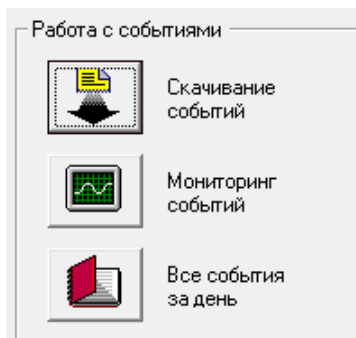 Работа с событиями
Скачивание
событий
Мониторинг
событий
Все события
за день